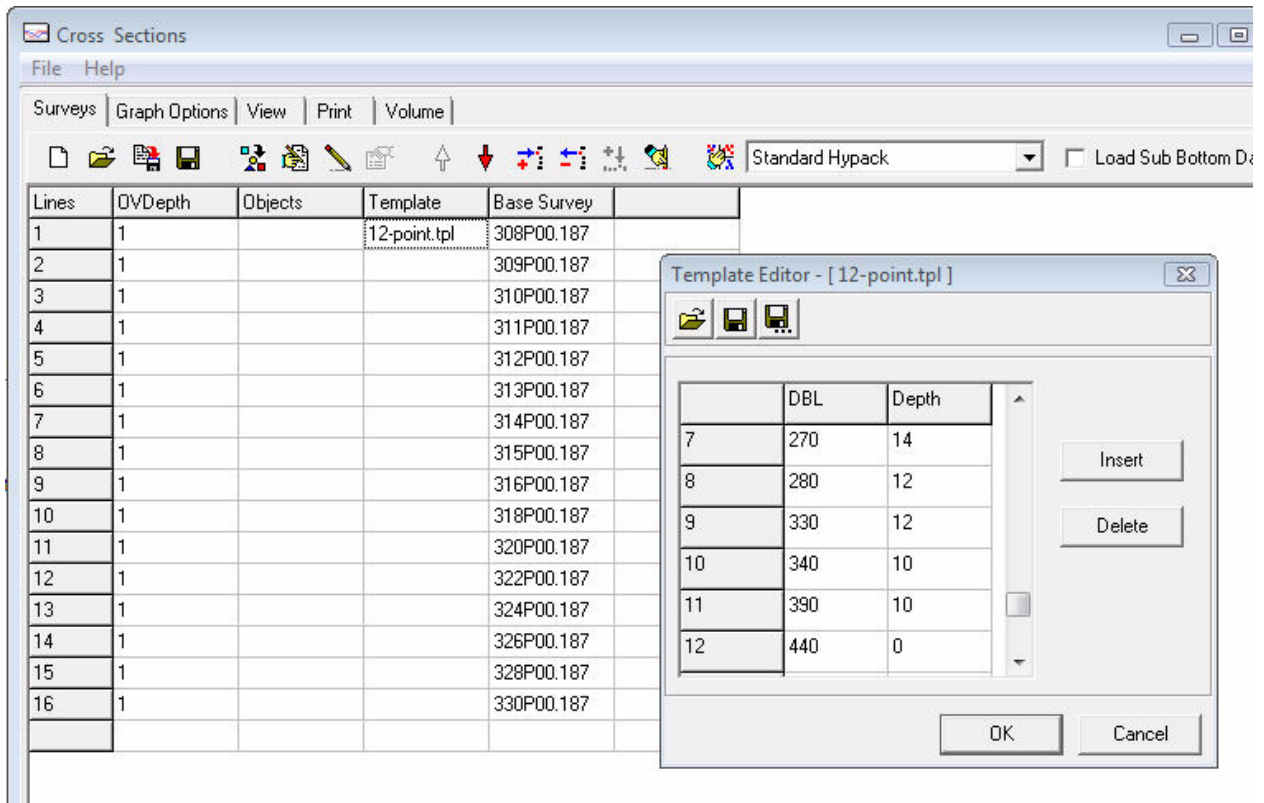 Cross Sections
File Help
Surveys Graph Options View Print Volume
Standard Hypack Load Sub Bottom Da
Lines OVDepth Objects Template Base Survey
1 1 12-point.tpl 308P00.187
2 1 309P00.187
3 1 310P00.187
4 1 311P00.187
5 1 312P00.187
6 1 313P00.187
7 1 314P00.187
8 1 315P00.187
9 1 316P00.187
10 1 318P00.187
11 1 320P00.187
12 1 322P00.187
13 1 324P00.187
14 1 326P00.187
15 1 328P00.187
16 1 330P00.187
Template Editor - [ 12-point.tpl ]
DBL Depth
7 270 14
8 280 12
9 330 12
10 340 10
11 390 10
12 440 0
Insert
Delete
OK Cancel